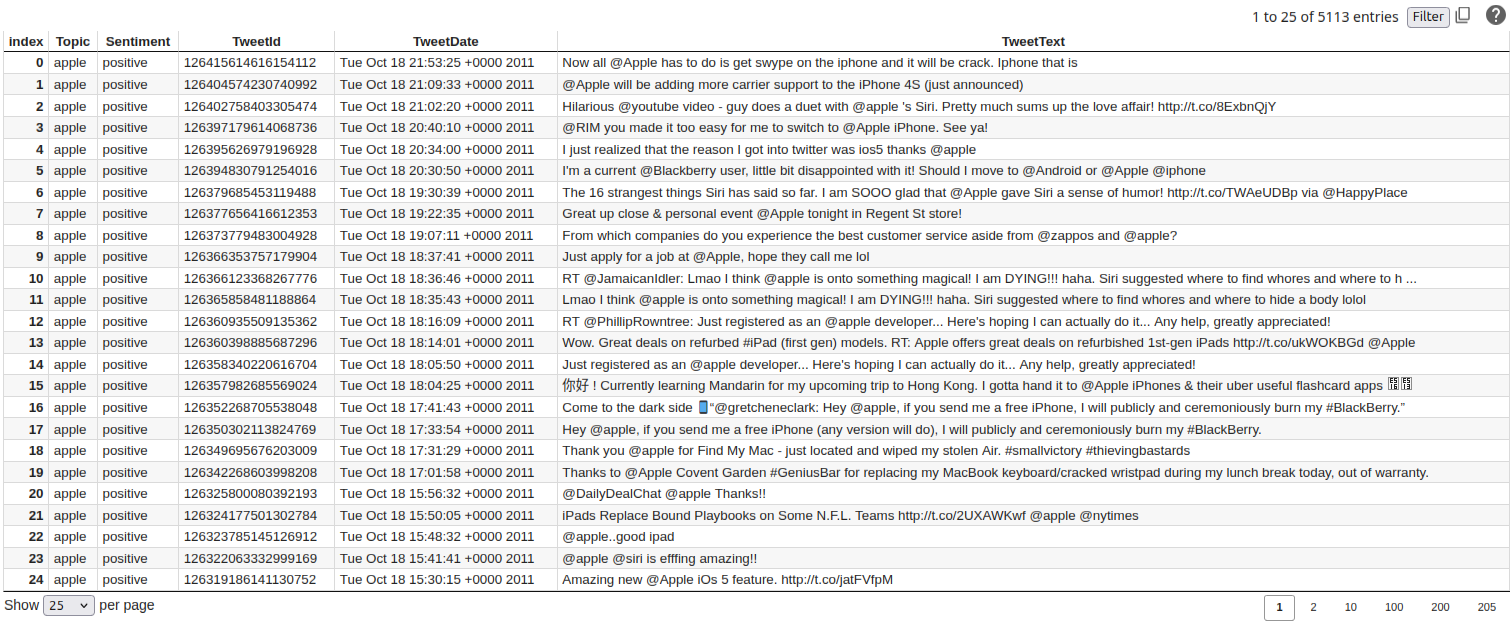 1 to 25 of 5113 entries Filter
index Topic Sentiment TweetId TweetDate TweetText
0 apple positive 126415614616154112 Tue Oct 18 21:53:25 +0000 2011 Now all @Apple has to do is get swype on the iphone and it will be crack. Iphone that is
1 apple positive 126404574230740992 Tue Oct 18 21:09:33 +0000 2011 @Apple will be adding more carrier support to the iPhone 4S (just announced)
2 apple positive 126402758403305474 Tue Oct 18 21:02:20 +0000 2011 Hilarious @youtube video - guy does a duet with @apple 's Siri. Pretty much sums up the love affair! http://t.co/8ExbnQjY
3 apple positive 126397179614068736 Tue Oct 18 20:40:10 +0000 2011 @RIM you made it too easy for me to switch to @Apple iPhone. See ya!
4 apple positive 126395626979196928 Tue Oct 18 20:34:00 +0000 2011 I just realized that the reason I got into twitter was ios5 thanks @apple
5 apple positive 126394830791254016 Tue Oct 18 20:30:50 +0000 2011 I'm a current @Blackberry user, little bit disappointed with it! Should I move to @Android or @Apple @iphone
6 apple positive 126379685453119488 Tue Oct 18 19:30:39 +0000 2011 The 16 strangest things Siri has said so far. I am SOOO glad that @Apple gave Siri a sense of humor! http://t.co/TWAeUDBp via @HappyPlace
7 apple positive 126377656416612353 Tue Oct 18 19:22:35 +0000 2011 Great up close & personal event @Apple tonight in Regent St store!
8 apple positive 126373779483004928 Tue Oct 18 19:07:11 +0000 2011 From which companies do you experience the best customer service aside from @zappos and @apple?
9 apple positive 126366353757179904 Tue Oct 18 18:37:41 +0000 2011 Just apply for a job at @Apple, hope they call me lol
10 apple positive 126366123368267776 Tue Oct 18 18:36:46 +0000 2011 RT @JamaicanIdler: Lmao I think @apple is onto something magical! I am DYING!!! haha. Siri suggested where to find whores and where to h ...
11 apple positive 126365858481188864 Tue Oct 18 18:35:43 +0000 2011 Lmao I think @apple is onto something magical! I am DYING!!! haha. Siri suggested where to find whores and where to hide a body lolol
12 apple positive 126360935509135362 Tue Oct 18 18:16:09 +0000 2011 RT @PhillipRowntree: Just registered as an @apple developer... Here's hoping I can actually do it... Any help, greatly appreciated!
13 apple positive 126360398885687296 Tue Oct 18 18:14:01 +0000 2011 Wow. Great deals on refurbed #iPad (first gen) models. RT: Apple offers great deals on refurbished 1st-gen iPads http://t.co/ukWOKBGd @Apple
14 apple positive 126358340220616704 Tue Oct 18 18:05:50 +0000 2011 Just registered as an @apple developer... Here's hoping I can actually do it... Any help, greatly appreciated!
15 apple positive 126357982685569024 Tue Oct 18 18:04:25 +0000 2011 你好 ! Currently learning Mandarin for my upcoming trip to Hong Kong. I gotta hand it to @Apple iPhones & their uber useful flashcard apps
16 apple positive 126352268705538048 Tue Oct 18 17:41:43 +0000 2011 Come to the dark side 📱“@gretcheneclark: Hey @apple, if you send me a free iPhone, I will publicly and ceremoniously burn my #BlackBerry.”
17 apple positive 126350302113824769 Tue Oct 18 17:33:54 +0000 2011 Hey @apple, if you send me a free iPhone (any version will do), I will publicly and ceremoniously burn my #BlackBerry.
18 apple positive 126349695676203009 Tue Oct 18 17:31:29 +0000 2011 Thank you @apple for Find My Mac - just located and wiped my stolen Air. #smallvictory #thievingbastards
19 apple positive 126342268603998208 Tue Oct 18 17:01:58 +0000 2011 Thanks to @Apple Covent Garden #GeniusBar for replacing my MacBook keyboard/cracked wristpad during my lunch break today, out of warranty.
20 apple positive 126325800080392193 Tue Oct 18 15:56:32 +0000 2011 @DailyDealChat @apple Thanks!!
21 apple positive 126324177501302784 Tue Oct 18 15:50:05 +0000 2011 iPads Replace Bound Playbooks on Some N.F.L. Teams http://t.co/2UXAWKwf @apple @nytimes
22 apple positive 126323785145126912 Tue Oct 18 15:48:32 +0000 2011 @apple..good ipad
23 apple positive 126322063332999169 Tue Oct 18 15:41:41 +0000 2011 @apple @siri is efffing amazing!!
24 apple positive 126319186141130752 Tue Oct 18 15:30:15 +0000 2011 Amazing new @Apple iOs 5 feature. http://t.co/jatFVfpM
Show 25 per page 1 2 10 100 200 205